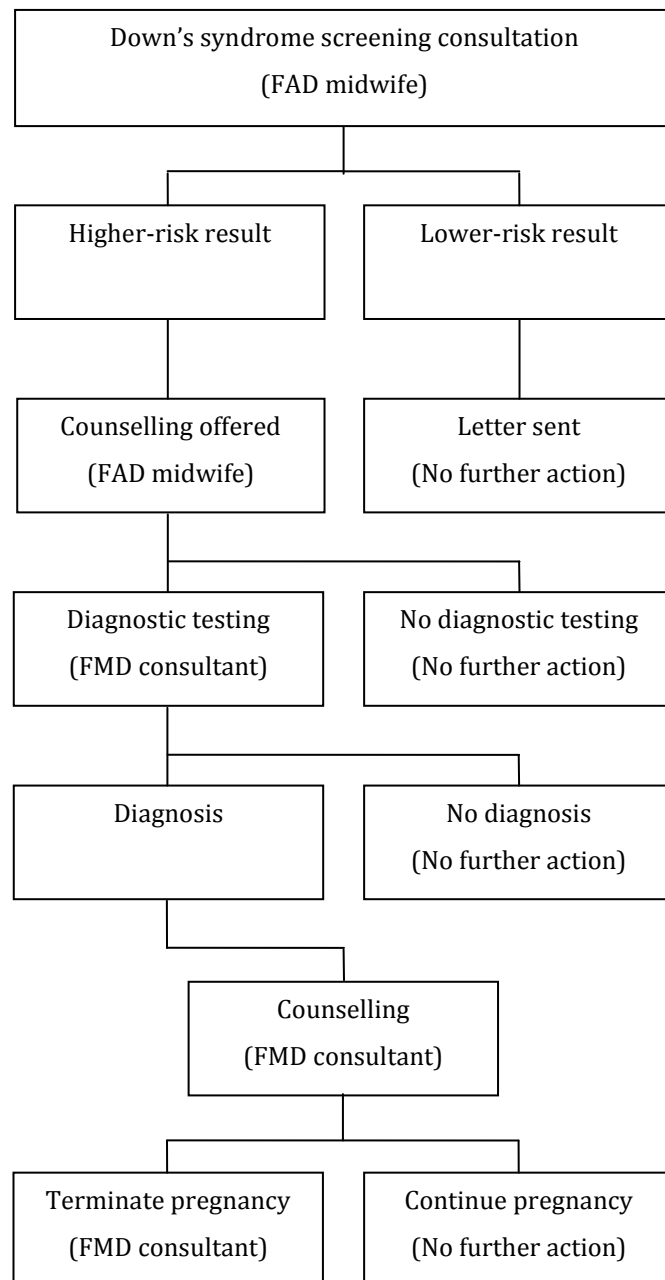 Down’s syndrome screening consultation
(FAD midwife)
Higher-risk result
Lower-risk result
Counselling offered
(FAD midwife)
Letter sent
(No further action)
Diagnostic testing
(FMD consultant)
No diagnostic testing
(No further action)
Diagnosis
No diagnosis
(No further action)
Counselling
(FMD consultant)
Terminate pregnancy
(FMD consultant)
Continue pregnancy
(No further action)